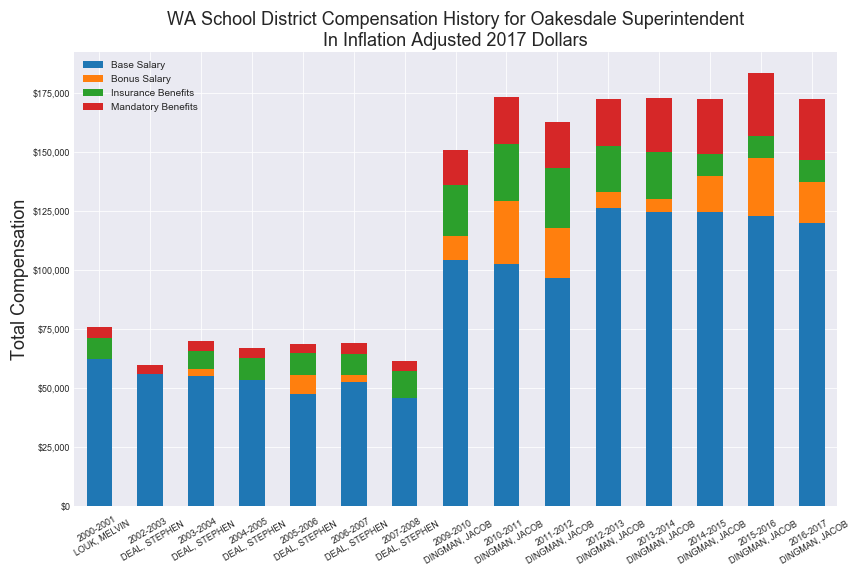 WA School District Compensation History for Oakesdale Superintendent
In Inflation Adjusted 2017 Dollars
Base Salary
Bonus Salary
Insurance Benefits
Mandatory Benefits
Total Compensation
$175,000
$150,000
$125,000
$100,000
$75,000
$50,000
$25,000
$0
2000-2001
LOUK, MELVIN
2002-2003
DEAL, STEPHEN
2003-2004
DEAL, STEPHEN
2004-2005
DEAL, STEPHEN
2005-2006
DEAL, STEPHEN
2006-2007
DEAL, STEPHEN
2007-2008
DEAL, STEPHEN
2009-2010
DINGMAN, JACOB
2010-2011
DINGMAN, JACOB
2011-2012
DINGMAN, JACOB
2012-2013
DINGMAN, JACOB
2013-2014
DINGMAN, JACOB
2014-2015
DINGMAN, JACOB
2015-2016
DINGMAN, JACOB
2016-2017
DINGMAN, JACOB